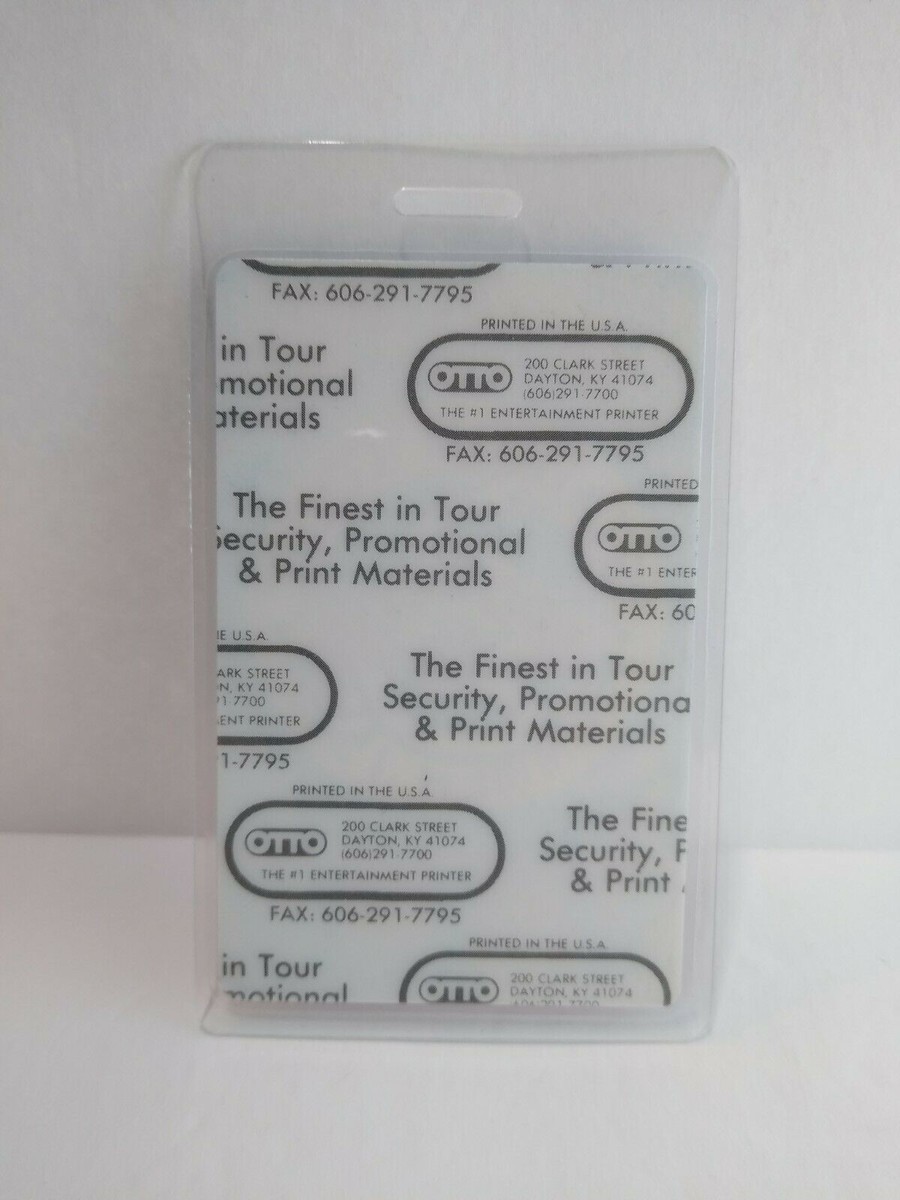 FAX: 606-291-7795
in Tour
motional
aterials
PRINTED IN THE U.S.A.
OTTO
200 CLARK STREET
DAYTON, KY 41074
(606)291-7700
THE #1 ENTERTAINMENT PRINTER
FAX: 606-291-7795
The Finest in Tour
Security, Promotional
& Print Materials
PRINTED
OTTO
THE #1 ENTER
FAX: 60
E U.S.A.
ARK STREET
N, KY 41074
1-7700
ENT PRINTER
1-7795
The Finest in Tour
Security, Promotiona
& Print Materials
PRINTED IN THE U.S.A.
OTTO
200 CLARK STREET
DAYTON, KY 41074
(606)291-7700
THE #1 ENTERTAINMENT PRINTER
FAX: 606-291-7795
The Fine
Security, P
& Print
in Tour
motional
PRINTED IN THE U.S.A.
OTTO
200 CLARK STREET
DAYTON, KY 41074